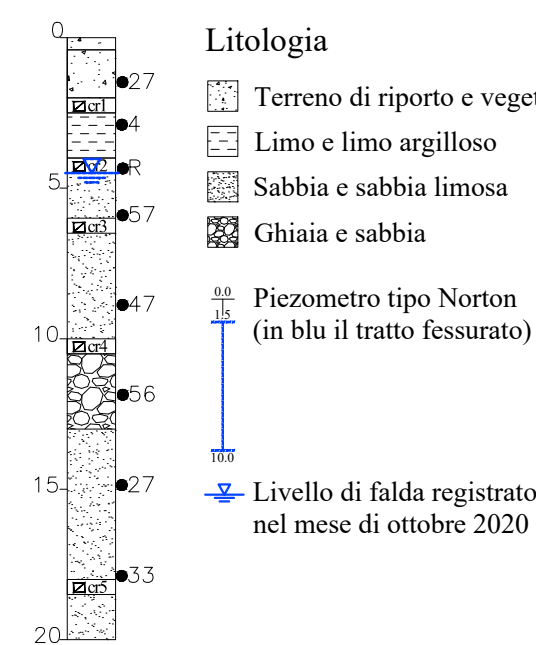 0
27
cr1
4
cr2
R
5
57
cr3
47
10
cr4
56
15
27
33
cr5
20
Litologia
Terreno di riporto e veget
Limo e limo argilloso
Sabbia e sabbia limosa
Ghiaia e sabbia
0.0
1.5
10.0
Piezometro tipo Norton
(in blu il tratto fessurato)
Livello di falda registrato
nel mese di ottobre 2020